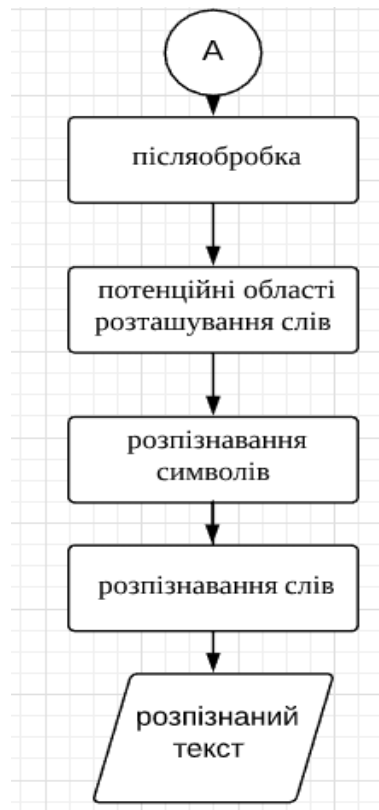 А
післяобробка
потенційні області
розташування слів
розпізнавання
символів
розпізнавання слів
розпізнаний
текст